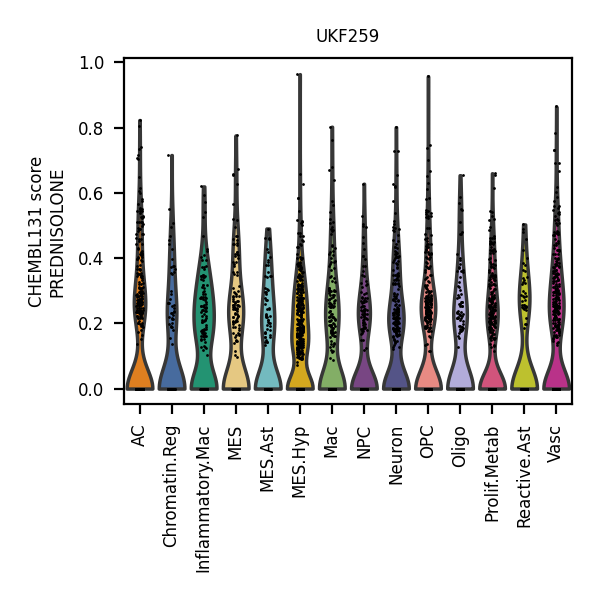 UKF259
CHEMBL131 score
PREDNISOLONE
1.0
0.8
0.6
0.4
0.2
0.0
AC
Chromatin.Reg
Inflammatory.Mac
MES
MES.Ast
MES.Hyp
Mac
NPC
Neuron
OPC
Oligo
Prolif.Metab
Reactive.Ast
Vasc